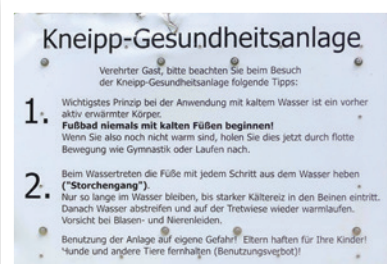 Kneipp-Gesundheitsanlage
Verehrter Gast, bitte beachten Sie beim Besuch
der Kneipp-Gesundheitsanlage folgende Tipps:
1. Wichtigstes Prinzip bei der Anwendung mit kaltem Wasser ist ein vorher
aktiv erwärmter Körper.
Fußbad niemals mit kalten Füßen beginnen!
Wenn Sie also noch nicht warm sind, holen Sie dies jetzt durch flotte
Bewegung wie Gymnastik oder Laufen nach.
2. Beim Wassertreten die Füße mit jedem Schritt aus dem Wasser heben
("Storchengang").
Nur so lange im Wasser bleiben, bis starker Kältereiz in den Beinen eintritt.
Danach Wasser abstreifen und auf der Tretwiese wieder warmlaufen.
Vorsicht bei Blasen- und Nierenleiden.
Benutzung der Anlage auf eigene Gefahr! Eltern haften für Ihre Kinder!
Hunde und andere Tiere fernhalten (Benutzungsverbot)!